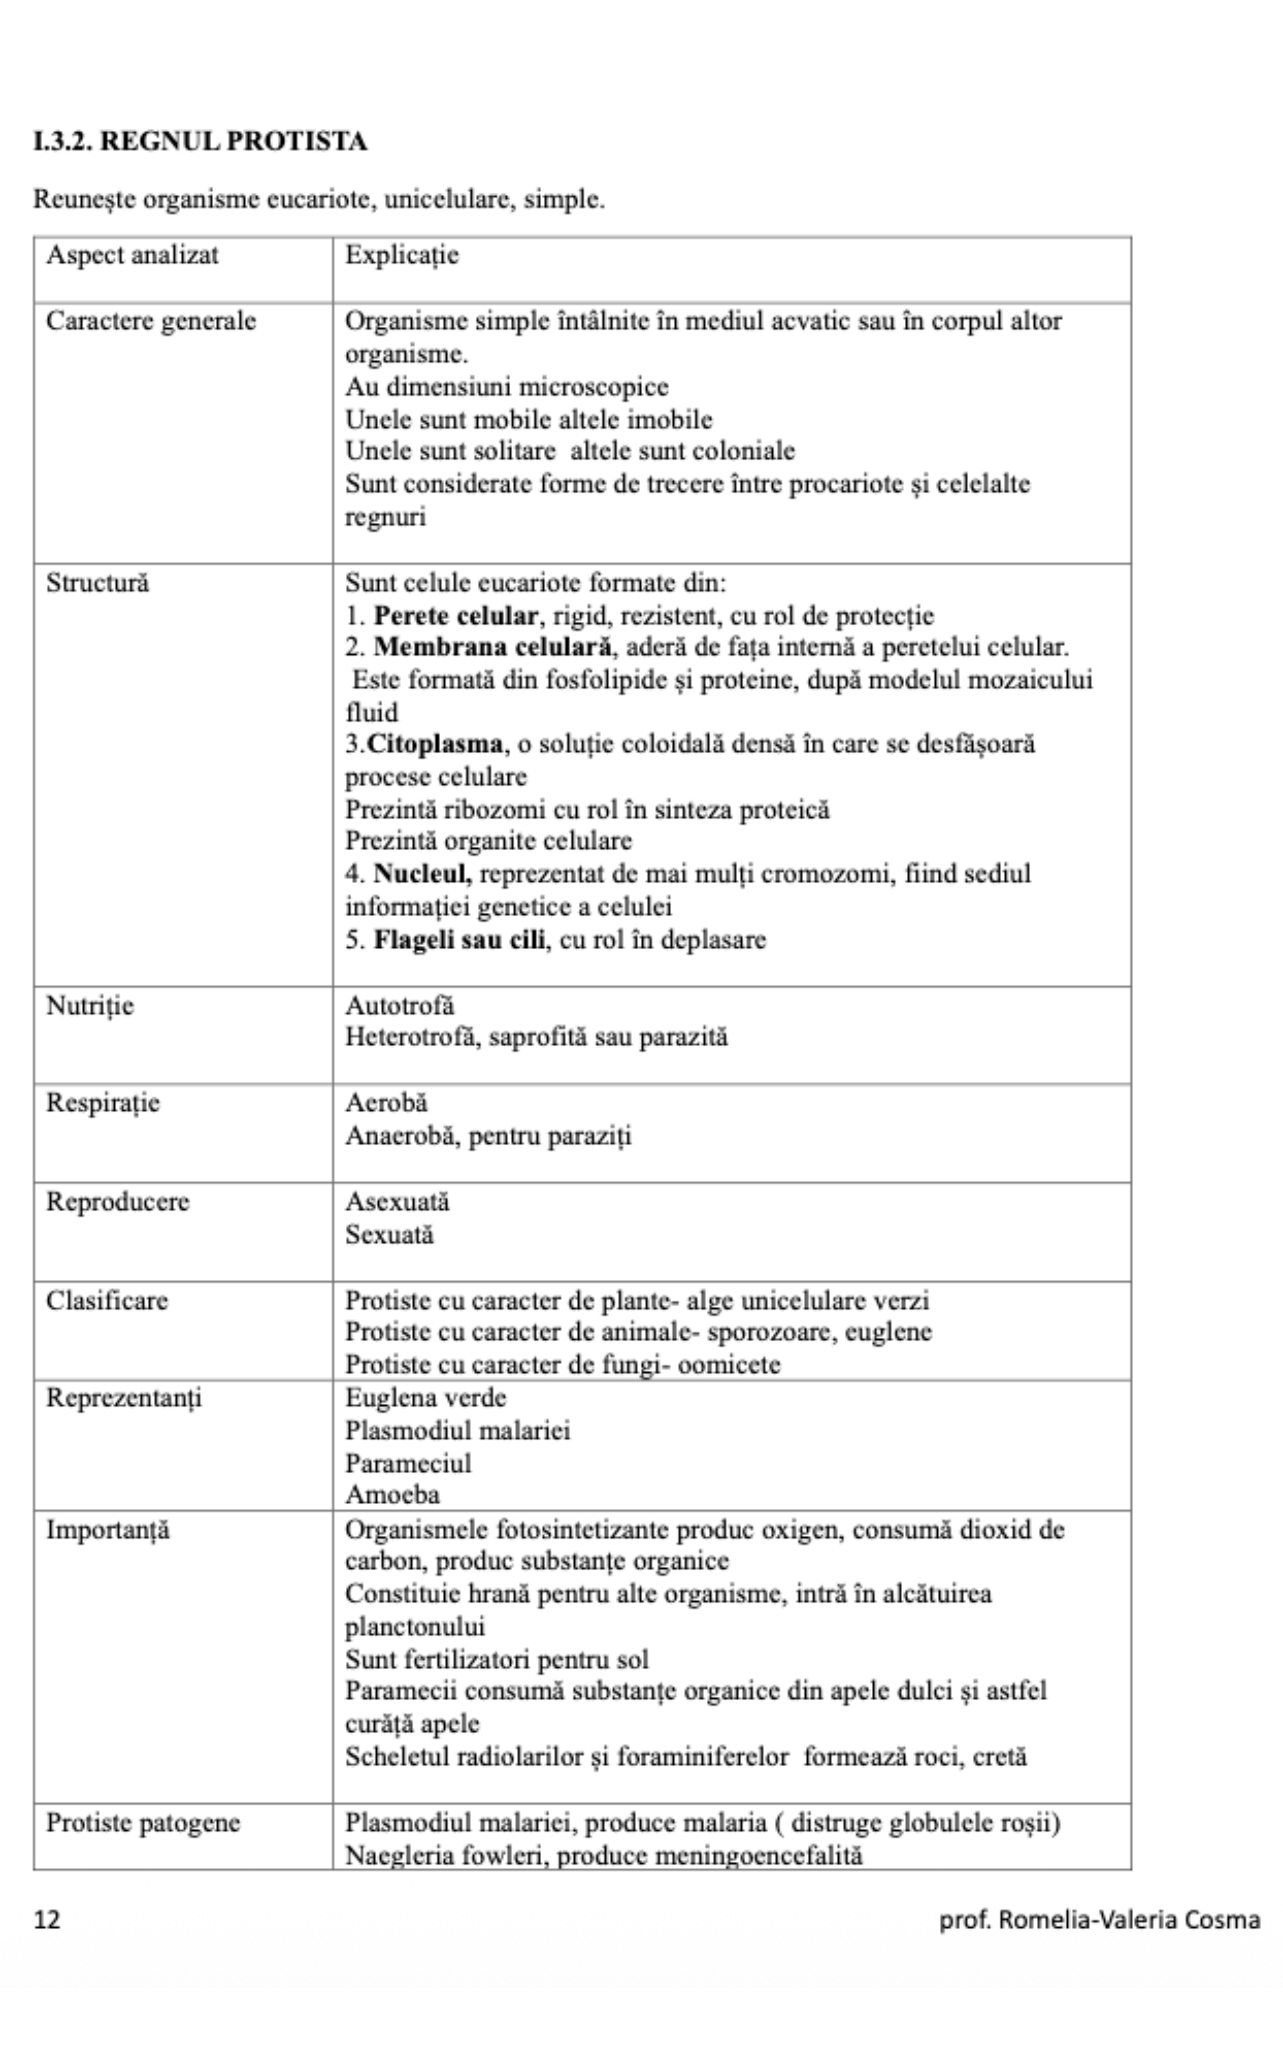 I.3.2. REGNUL PROTISTA
Reunește organisme eucariote, unicelulare, simple.
Aspect analizat
Explicație
Caractere generale
Organisme simple întâlnite în mediul acvatic sau în corpul altor
organisme.
Au dimensiuni microscopice
Unele sunt mobile altele imobile
Unele sunt solitare  altele sunt coloniale
Sunt considerate forme de trecere între procariote și celelalte
regnuri
Structură
Sunt celule eucariote formate din:
1. Perete celular, rigid, rezistent, cu rol de protecție
2. Membrana celulară, aderă de fața internă a peretelui celular.
Este formată din fosfolipide și proteine, după modelul mozaicului
fluid
3.Citoplasma, o soluție coloidală densă în care se desfășoară
procese celulare
Prezintă ribozomi cu rol în sinteza proteică
Prezintă organite celulare
4. Nucleul, reprezentat de mai mulți cromozomi, fiind sediul
informației genetice a celulei
5. Flageli sau cili, cu rol în deplasare
Nutriție
Autotrofă
Heterotrofă, saprofită sau parazită
Respirație
Aerobă
Anaerobă, pentru paraziți
Reproducere
Asexuată
Sexuată
Clasificare
Protiste cu caracter de plante- alge unicelulare verzi
Protiste cu caracter de animale- sporozoare, euglene
Protiste cu caracter de fungi- oomicete
Reprezentanți
Euglena verde
Plasmodiul malariei
Parameciul
Amoeba
Importanță
Organismele fotosintetizante produc oxigen, consumă dioxid de
carbon, produc substanțe organice
Constituie hrană pentru alte organisme, intră în alcătuirea
planctonului
Sunt fertilizatori pentru sol
Paramecii consumă substanțe organice din apele dulci și astfel
curăță apele
Scheletul radiolarilor și foraminiferelor  formează roci, cretă
Protiste patogene
Plasmodiul malariei, produce malaria ( distruge globulele roșii)
Naegleria fowleri, produce meningoencefalită
12
prof. Romelia-Valeria Cosma